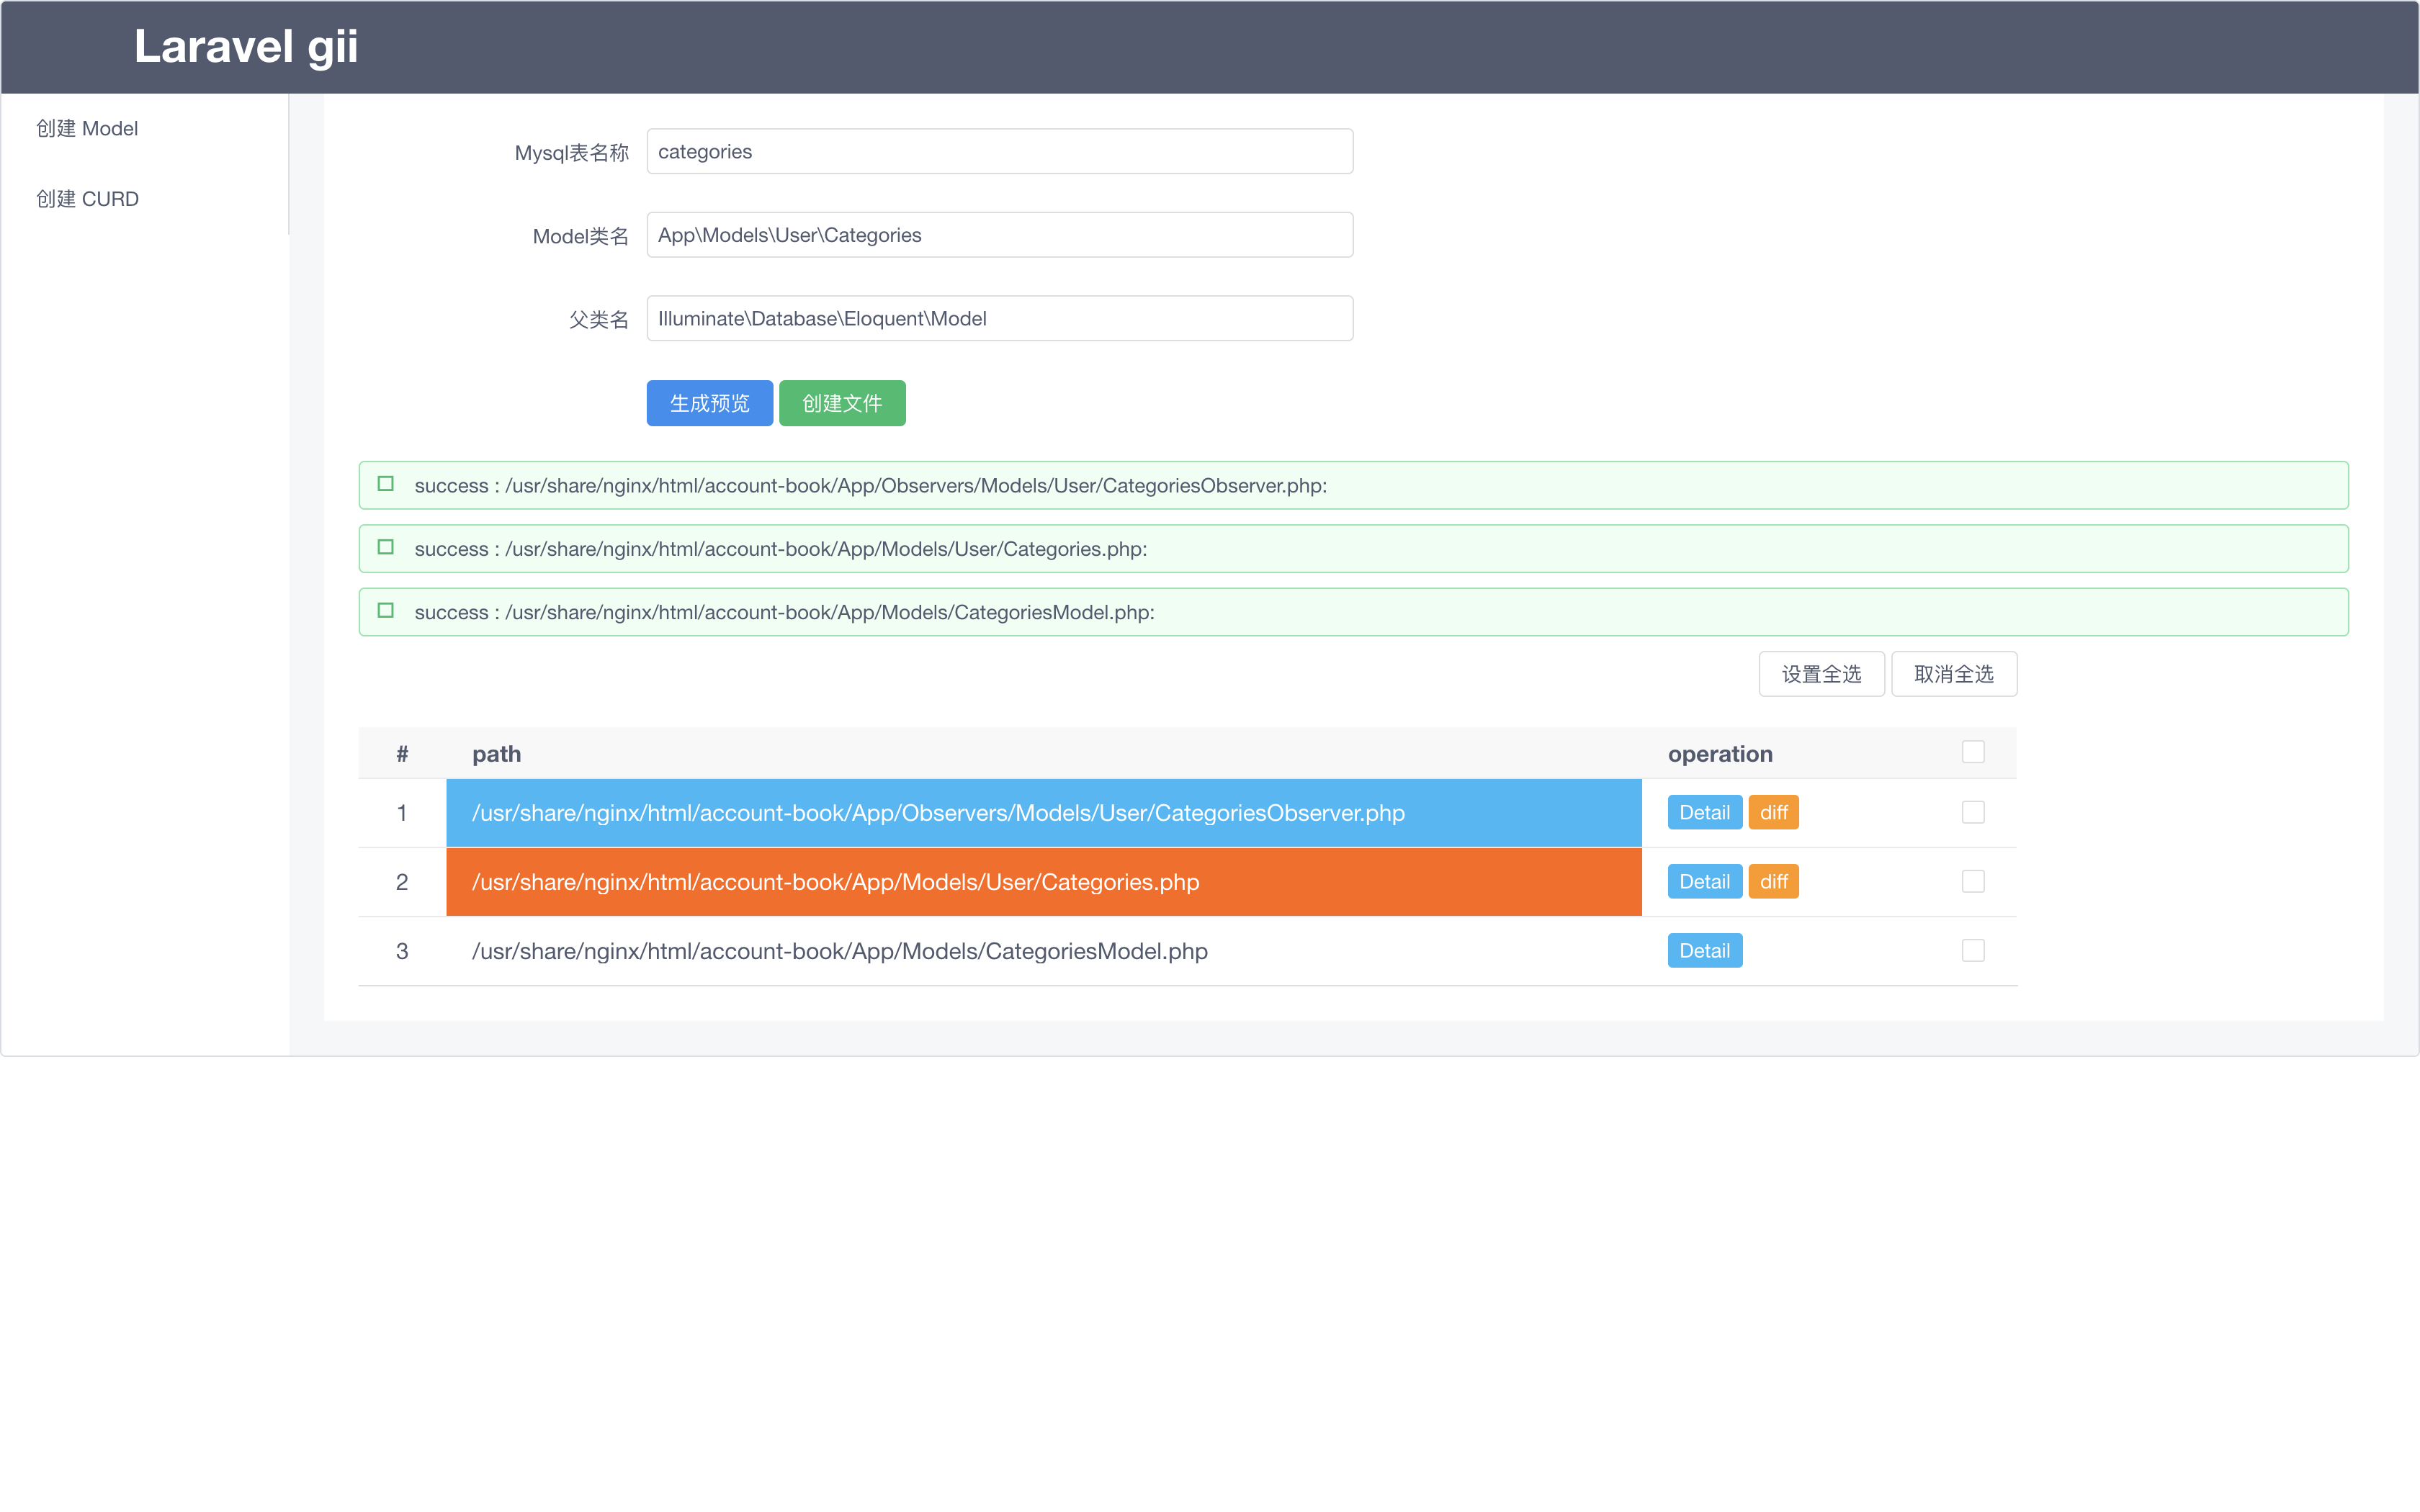 Laravel gii
创建 Model
创建 CURD
Mysql表名称 categories
Model类名 App\Models\User\Categories
父类名 Illuminate\Database\Eloquent\Model
生成预览 创建文件
success : /usr/share/nginx/html/account-book/App/Observers/Models/User/CategoriesObserver.php:
success : /usr/share/nginx/html/account-book/App/Models/User/Categories.php:
success : /usr/share/nginx/html/account-book/App/Models/CategoriesModel.php:
设置全选 取消全选
# path operation
1 /usr/share/nginx/html/account-book/App/Observers/Models/User/CategoriesObserver.php Detail diff
2 /usr/share/nginx/html/account-book/App/Models/User/Categories.php Detail diff
3 /usr/share/nginx/html/account-book/App/Models/CategoriesModel.php Detail